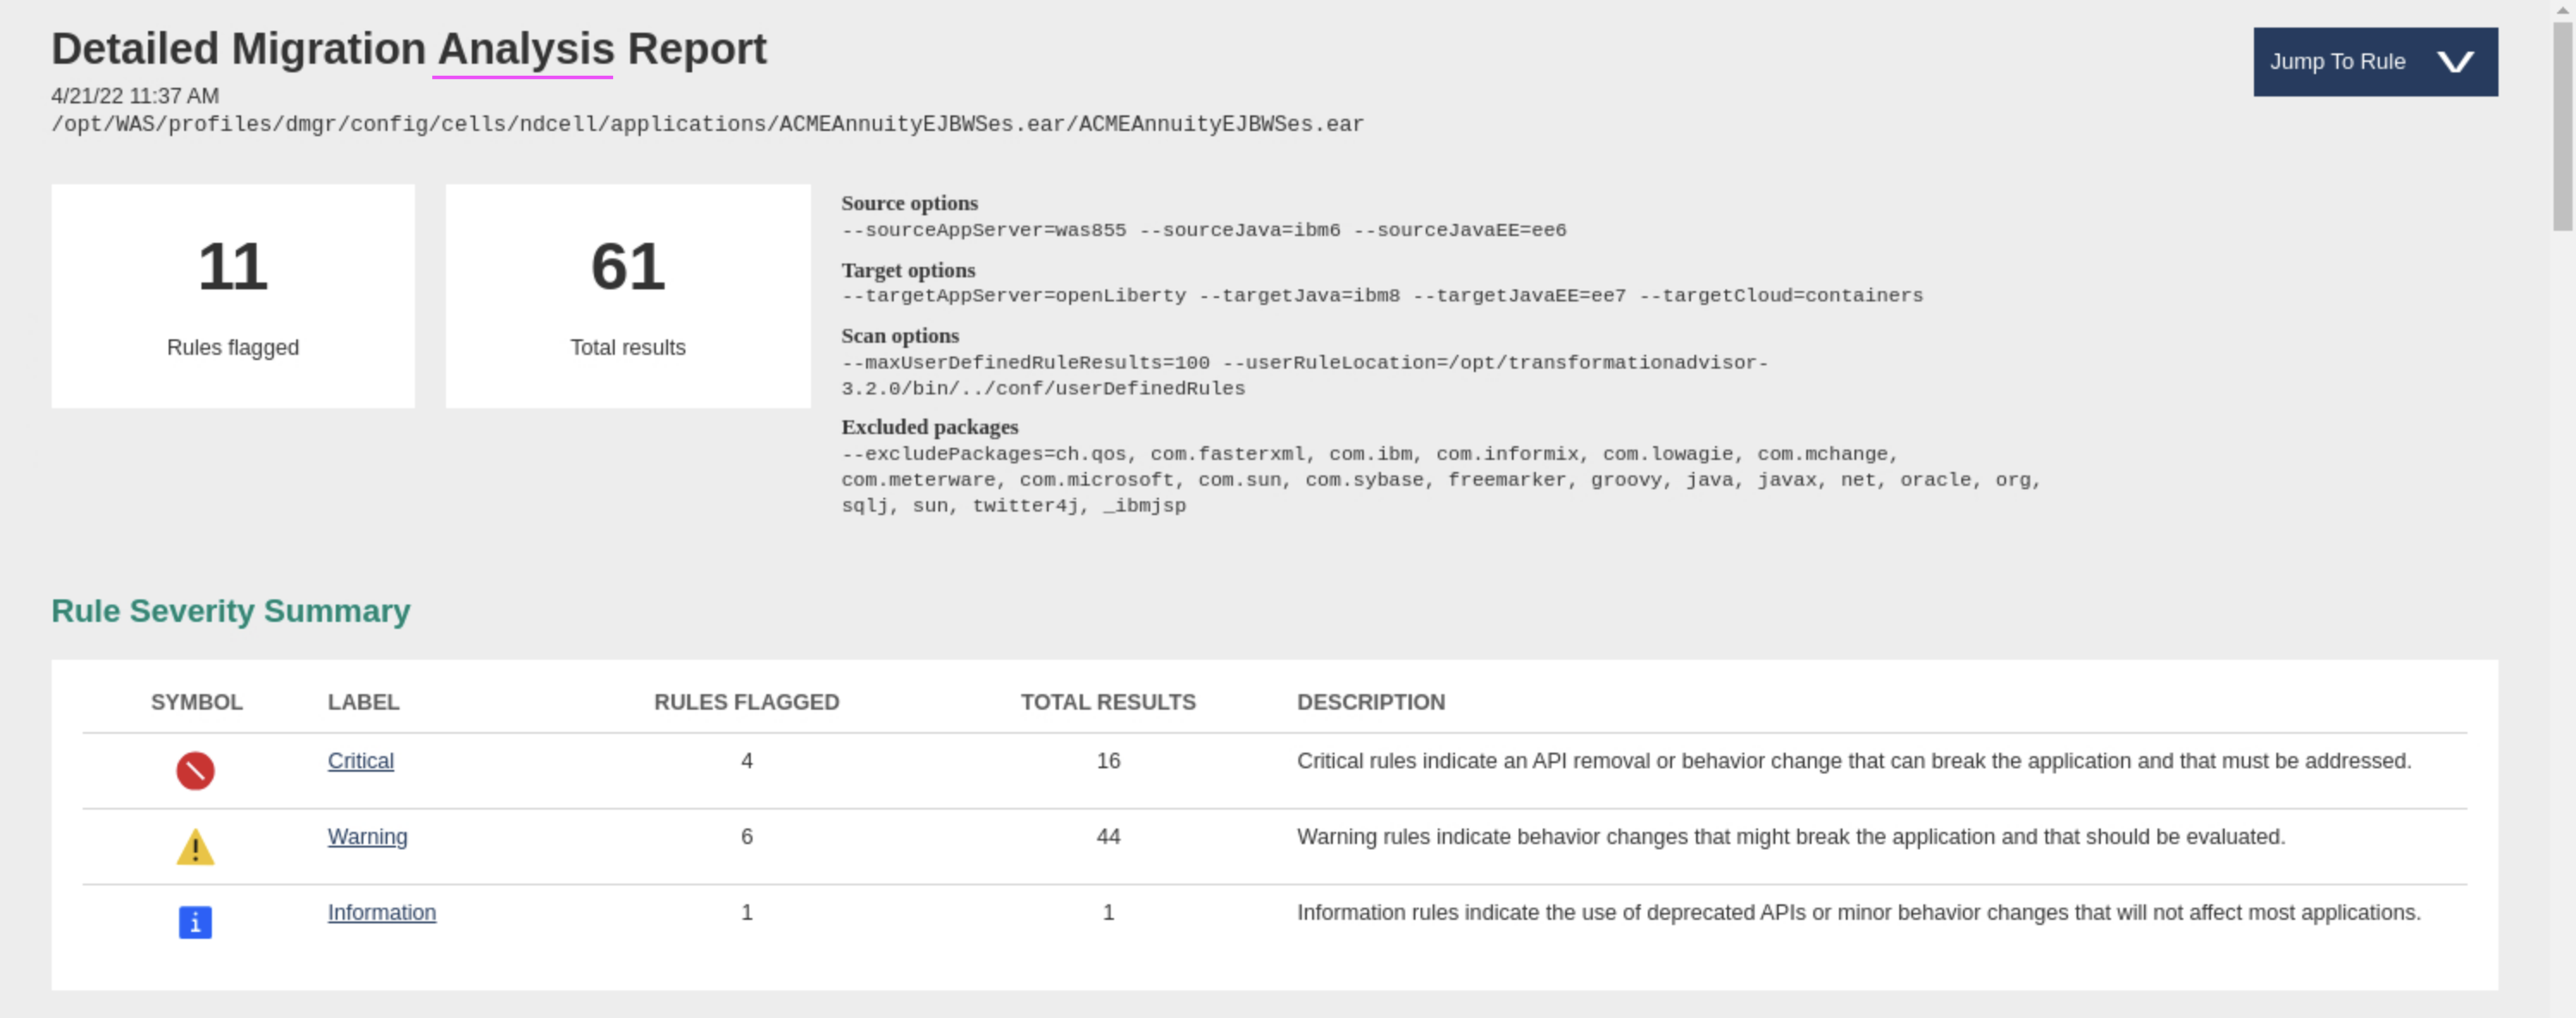 Detailed Migration Analysis Report
Jump To Rule
4/21/22 11:37 AM
/opt/WAS/profiles/dmgr/config/cells/ndcell/applications/ACMEAnnuityEJBWSes.ear/ACMEAnnuityEJBWSes.ear
11
Rules flagged
61
Total results
Source options
--sourceAppServer=was855 --sourceJava=ibm6 --sourceJavaEE=ee6
Target options
--targetAppServer=openLiberty --targetJava=ibm8 --targetJavaEE=ee7 --targetCloud=containers
Scan options
--maxUserDefinedRuleResults=100 --userRuleLocation=/opt/transformationadvisor-
3.2.0/bin/../conf/userDefinedRules
Excluded packages
--excludePackages=ch.qos, com.fasterxml, com.ibm, com.informix, com.lowagie, com.mchange,
com.meterware, com.microsoft, com.sun, com.sybase, freemarker, groovy, java, javax, net, oracle, org,
sqlj, sun, twitter4j, _ibmjsp
Rule Severity Summary
SYMBOL LABEL RULES FLAGGED TOTAL RESULTS DESCRIPTION
Critical 4 16 Critical rules indicate an API removal or behavior change that can break the application and that must be addressed.
Warning 6 44 Warning rules indicate behavior changes that might break the application and that should be evaluated.
Information 1 1 Information rules indicate the use of deprecated APIs or minor behavior changes that will not affect most applications.